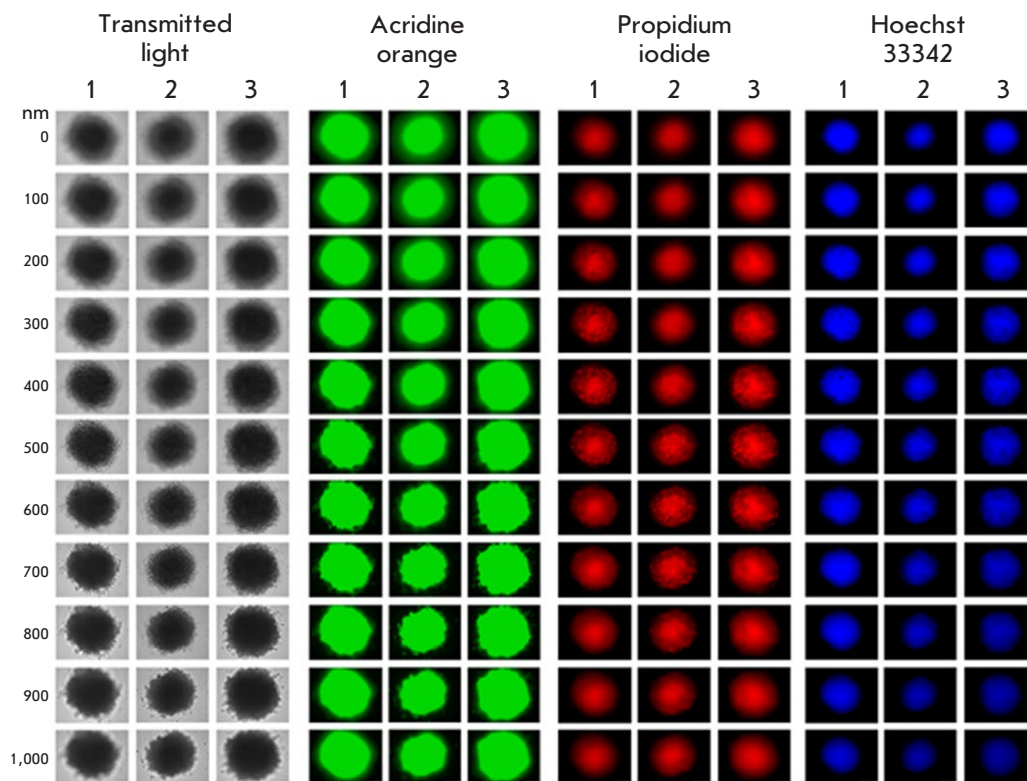 Transmitted
light
Acridine
orange
Propidium
iodide
Hoechst
33342
1 2 3 1 2 3 1 2 3 1 2 3
nm
0
100
200
300
400
500
600
700
800
900
1,000